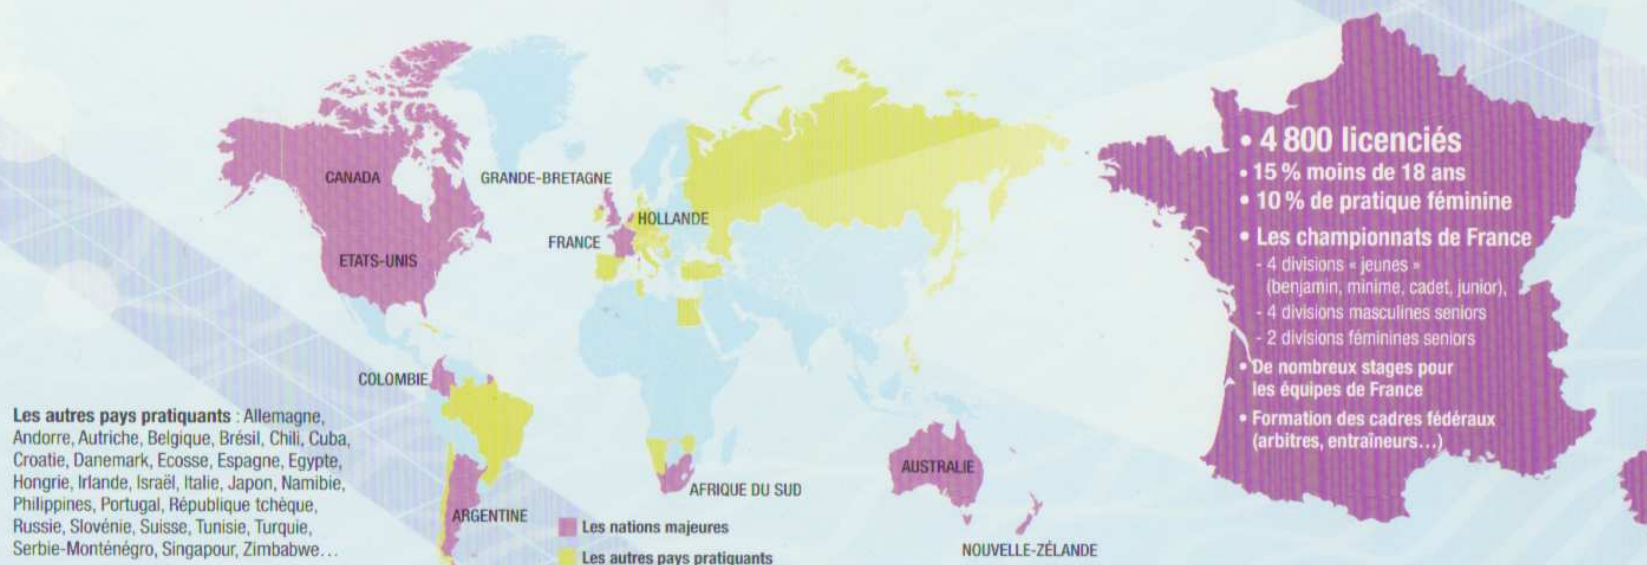 CANADA
GRANDE-BRETAGNE
HOLLANDE
FRANCE
ETATS-UNIS
COLOMBIE
AFRIQUE DU SUD
AUSTRALIE
ARGENTINE
NOUVELLE-ZÉLANDE
Les nations majeures
Les autres pays pratiquants
Les autres pays pratiquants : Allemagne,
Andorre, Autriche, Belgique, Brésil, Chili, Cuba,
Croatie, Danemark, Ecosse, Espagne, Egypte,
Hongrie, Irlande, Israël, Italie, Japon, Namibie,
Philippines, Portugal, République tchèque,
Russie, Slovénie, Suisse, Tunisie, Turquie,
Serbie-Monténégro, Singapour, Zimbabwe…
• 4 800 licenciés
• 15 % moins de 18 ans
• 10 % de pratique féminine
• Les championnats de France
- 4 divisions « jeunes »
(benjamin, minime, cadet, junior),
- 4 divisions masculines seniors
- 2 divisions féminines seniors
• De nombreux stages pour
les équipes de France
• Formation des cadres fédéraux
(arbitres, entraîneurs…)